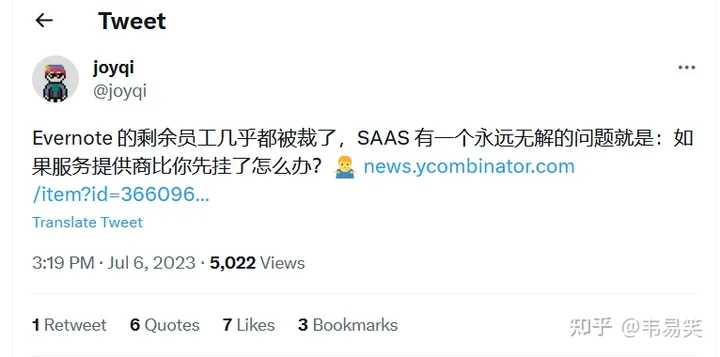 Tweet
joyqi
@joyqi
Evernote 的剩余员工几乎都被裁了，SAAS 有一个永远无解的问题就是：如
果服务提供商比你先挂了怎么办？🤷‍♂️ news.ycombinator.com
/item?id=366096...
Translate Tweet
3:19 PM · Jul 6, 2023 · 5,022 Views
1 Retweet 6 Quotes 7 Likes 3 Bookmarks
知乎 @韦易笑